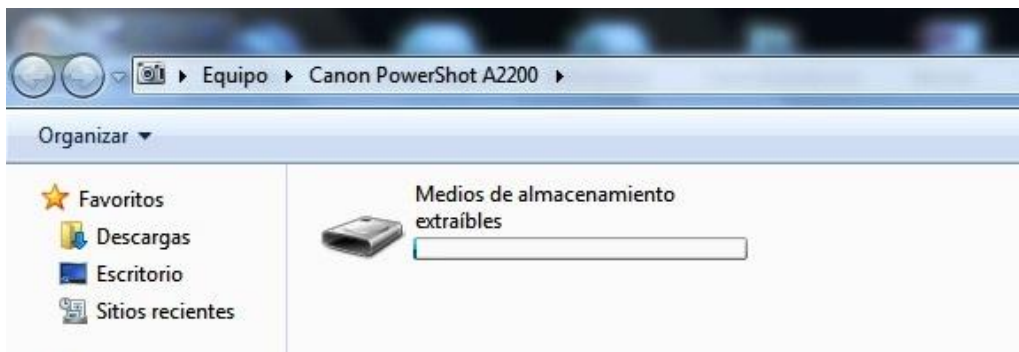 Equipo Canon PowerShot A2200
Organizar
Favoritos
Descargas
Escritorio
Sitios recientes
Medios de almacenamiento
extraíbles